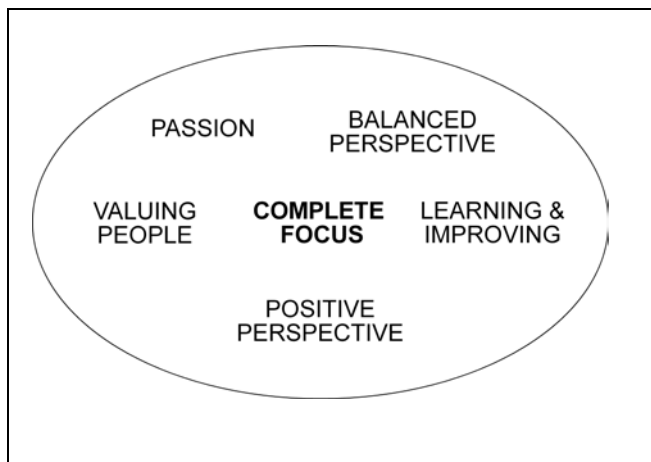 PASSION
BALANCED
PERSPECTIVE
VALUING
PEOPLE
COMPLETE
FOCUS
LEARNING &
IMPROVING
POSITIVE
PERSPECTIVE